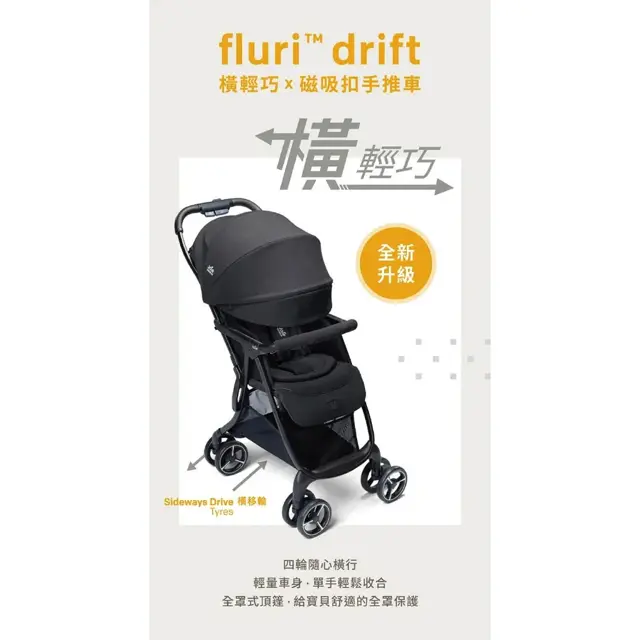 fluri™ drift
橫輕巧 x 磁吸扣手推車
橫輕巧
全新
升級
Sideways Drive 橫移輪
Tyres
四輪隨心橫行
輕量車身 · 單手輕鬆收合
全罩式頂篷 · 給寶貝舒適的全罩保護